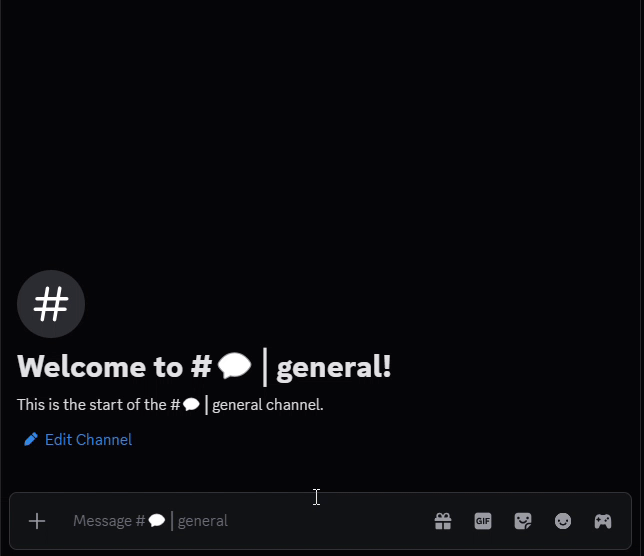 Welcome to #💬│general!
This is the start of the #💬│general channel.
Edit Channel
Message #💬│general
GIF